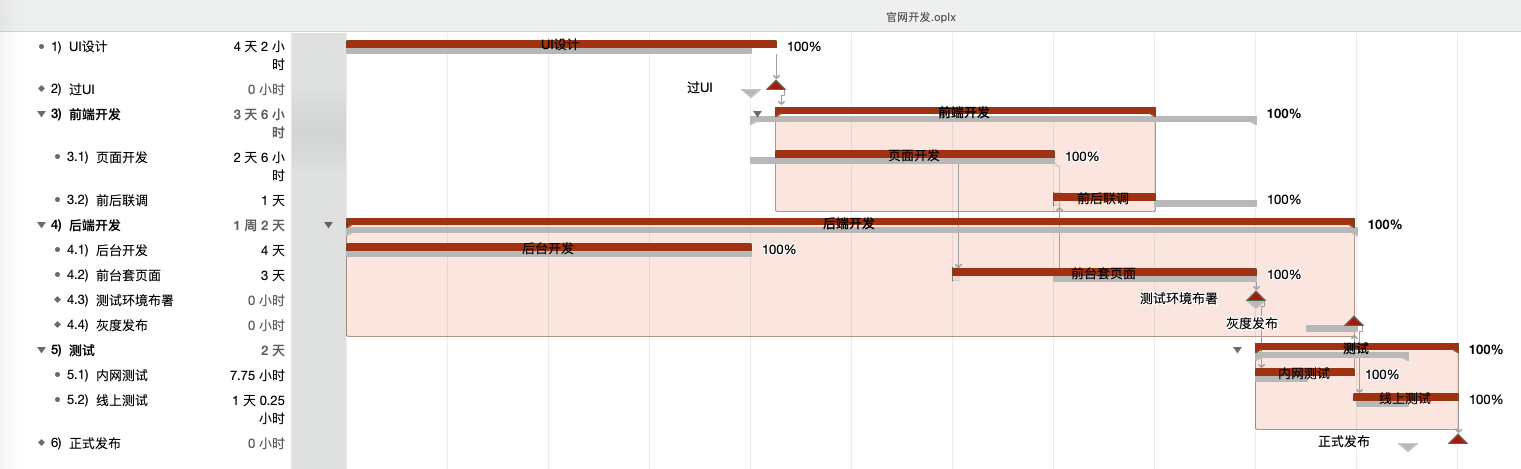 官网开发.oplx
1) UI设计 4 天 2 小时 UI设计 100%
2) 过UI 0 小时 过UI
3) 前端开发 3 天 6 小时 前端开发 100%
3.1) 页面开发 2 天 6 小时 页面开发 100%
3.2) 前后联调 1 天 前后联调 100%
4) 后端开发 1 周 2 天 后端开发 100%
4.1) 后台开发 4 天 后台开发 100%
4.2) 前台套页面 3 天 前台套页面 100%
4.3) 测试环境布署 0 小时 测试环境布署
4.4) 灰度发布 0 小时 灰度发布
5) 测试 2 天 测试 100%
5.1) 内网测试 7.75 小时 内网测试 100%
5.2) 线上测试 1 天 0.25 小时 线上测试 100%
6) 正式发布 0 小时 正式发布